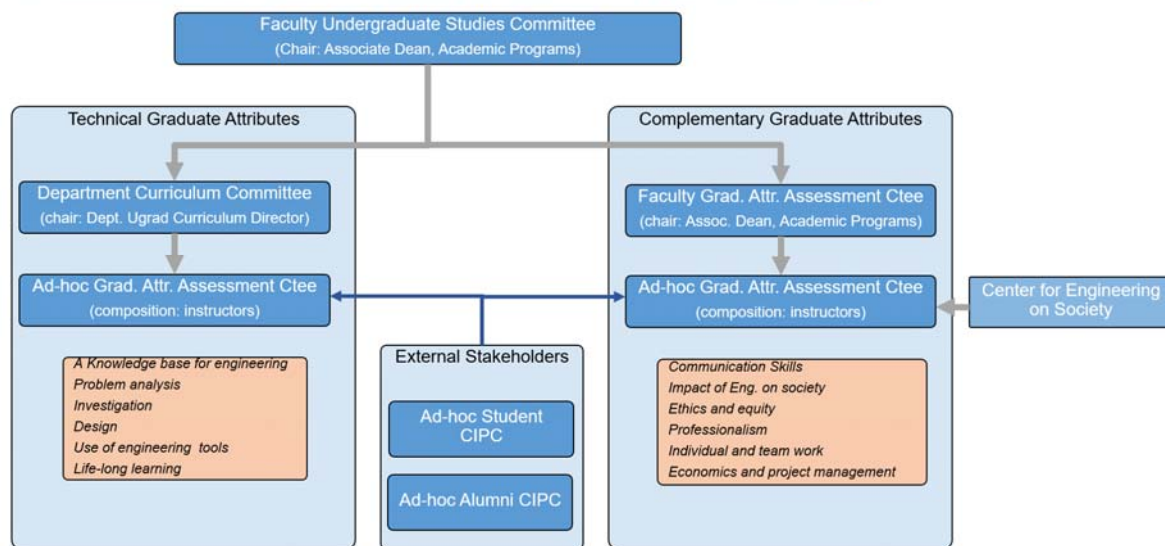 Faculty Undergraduate Studies Committee
(Chair: Associate Dean, Academic Programs)
Technical Graduate Attributes
Department Curriculum Committee
(chair: Dept. Ugrad Curriculum Director)
Ad-hoc Grad. Attr. Assessment Ctee
(composition: instructors)
A Knowledge base for engineering
Problem analysis
Investigation
Design
Use of engineering tools
Life-long learning
External Stakeholders
Ad-hoc Student
CIPC
Ad-hoc Alumni CIPC
Complementary Graduate Attributes
Faculty Grad. Attr. Assessment Ctee
(chair: Assoc. Dean, Academic Programs)
Ad-hoc Grad. Attr. Assessment Ctee
(composition: instructors)
Communication Skills
Impact of Eng. on society
Ethics and equity
Professionalism
Individual and team work
Economics and project management
Center for Engineering
on Society